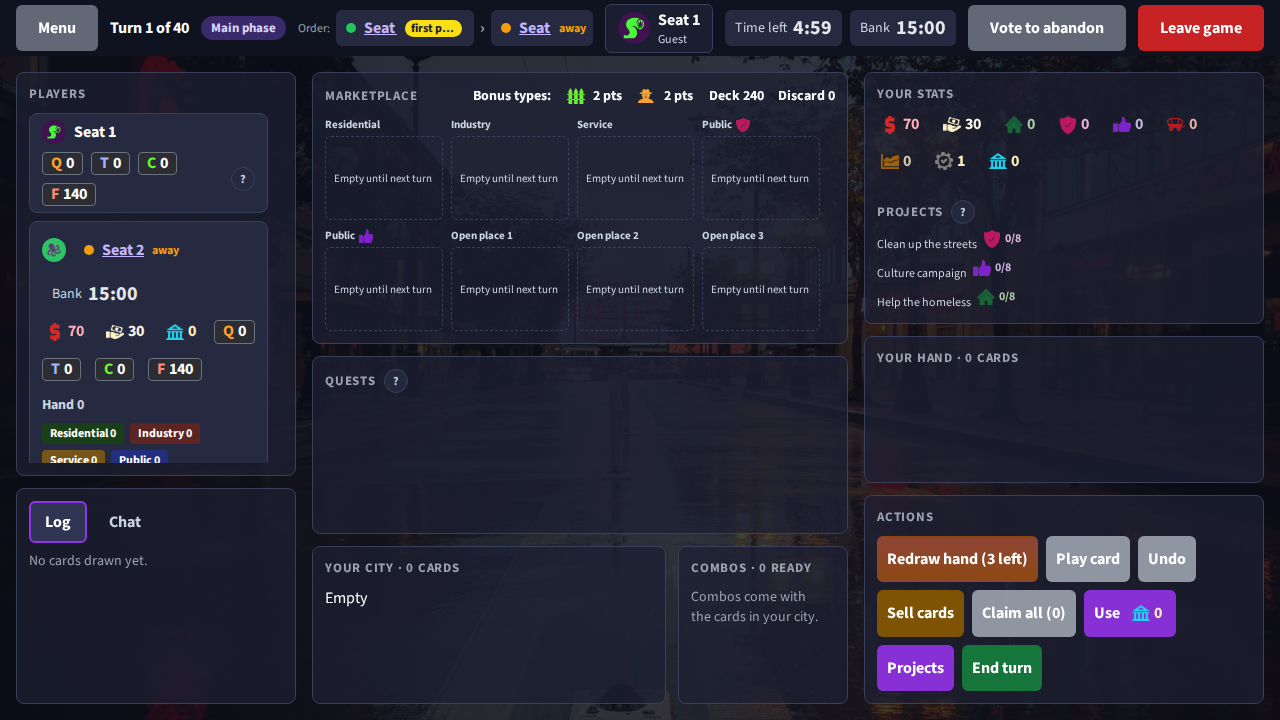 Menu
Turn 1 of 40
Main phase
Order:
Seat
first p...
›
Seat
away
Seat 1
Guest
Time left 4:59
Bank 15:00
Vote to abandon
Leave game
PLAYERS
Seat 1
Q 0
T 0
C 0
F 140
?
Seat 2 away
Bank 15:00
70
30
0
Q 0
T 0
C 0
F 140
Hand 0
Residential 0
Industry 0
Service 0
Public 0
Log
Chat
No cards drawn yet.
MARKETPLACE
Bonus types:
2 pts
2 pts
Deck 240
Discard 0
Residential
Industry
Service
Public
Empty until next turn
Empty until next turn
Empty until next turn
Empty until next turn
Public
Open place 1
Open place 2
Open place 3
Empty until next turn
Empty until next turn
Empty until next turn
Empty until next turn
QUESTS
?
YOUR CITY · 0 CARDS
Empty
COMBOS · 0 READY
Combos come with
the cards in your city.
YOUR STATS
70
30
0
0
0
0
0
1
0
PROJECTS
?
Clean up the streets 0/8
Culture campaign 0/8
Help the homeless 0/8
YOUR HAND · 0 CARDS
ACTIONS
Redraw hand (3 left)
Play card
Undo
Sell cards
Claim all (0)
Use 0
Projects
End turn